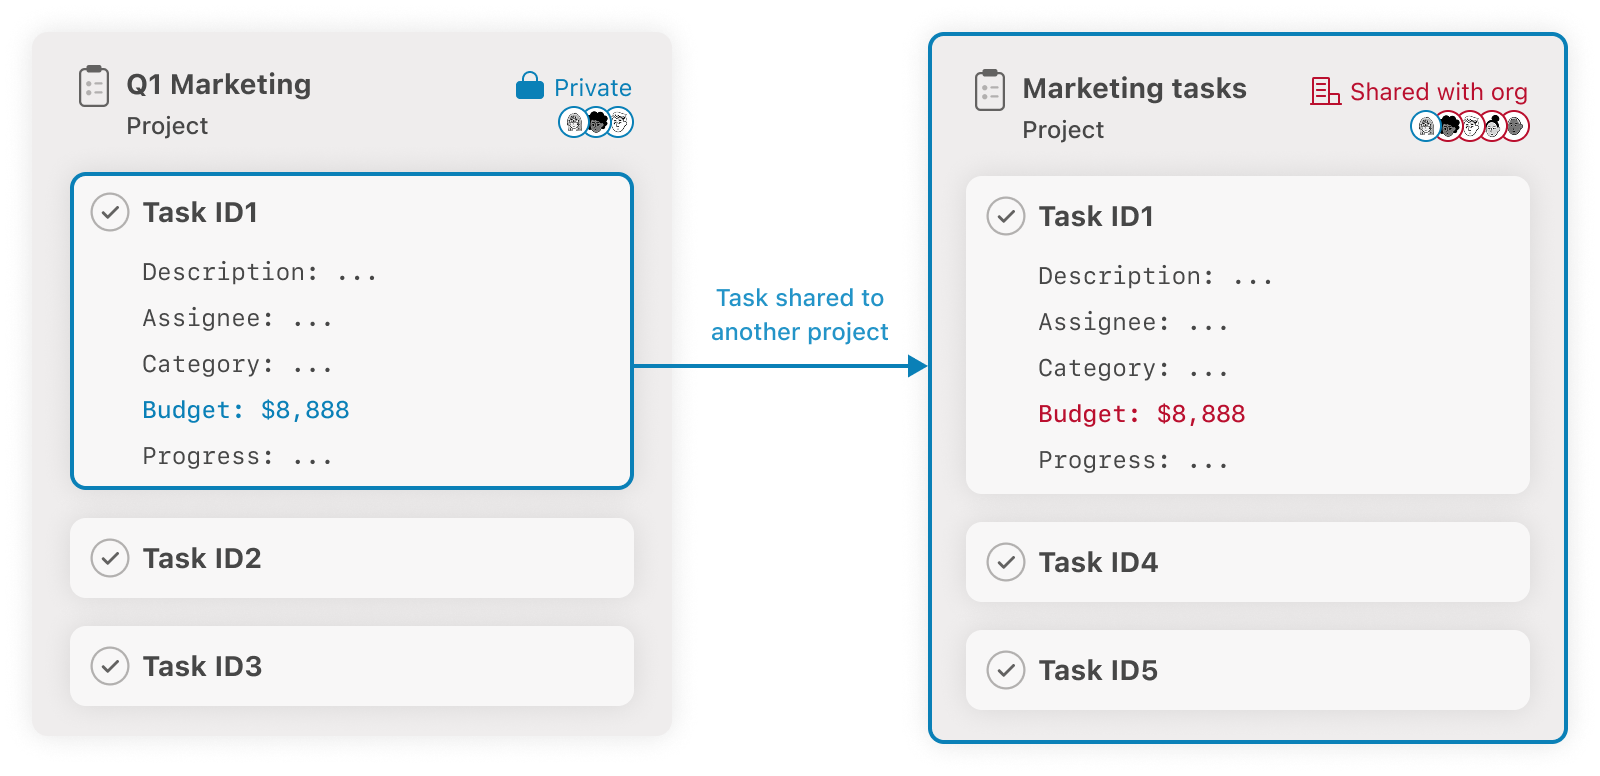 Q1 Marketing
Project
Private
Task ID1
Description: ...
Assignee: ...
Category: ...
Budget: $8,888
Progress: ...
Task ID2
Task ID3
Task shared to
another project
Marketing tasks
Project
Shared with org
Task ID1
Description: ...
Assignee: ...
Category: ...
Budget: $8,888
Progress: ...
Task ID4
Task ID5